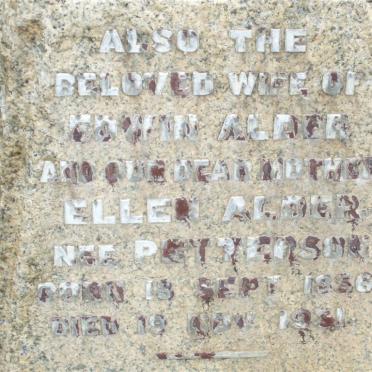 ALSO THE
BELOVED WIFE OF
EDWIN ALDER
AND OUR DEAR MOTHER
ELLEN ALDER
NEE PETTERSON
BORN 18 SEPT
DIED 19 NOV